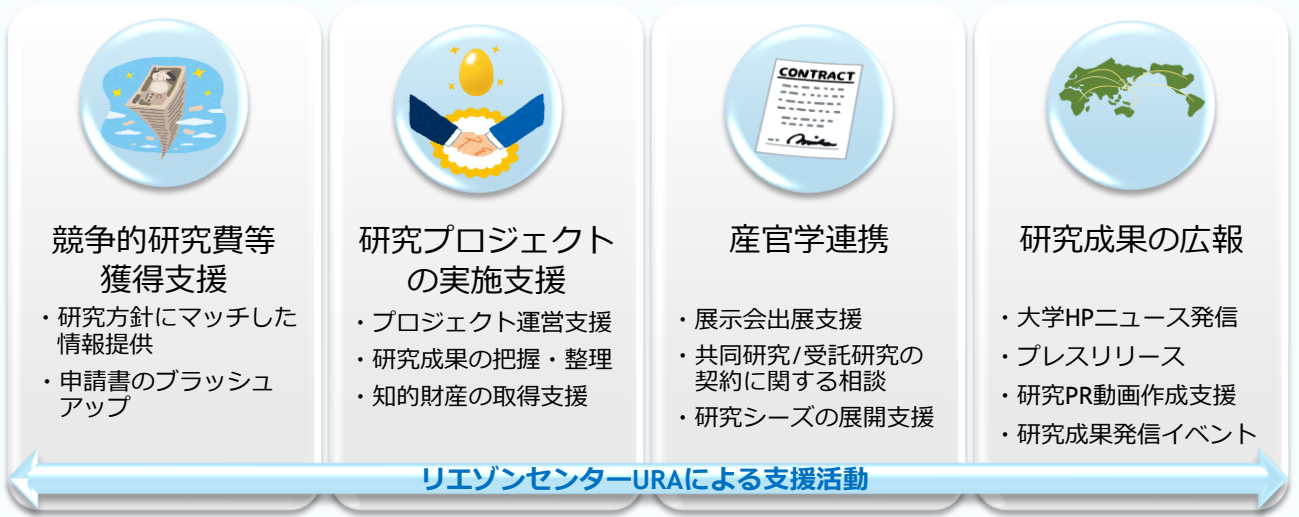 競争的研究費等
獲得支援
・研究方針にマッチした
情報提供
・申請書のブラッシュ
アップ
研究プロジェクト
の実施支援
・プロジェクト運営支援
・研究成果の把握・整理
・知的財産の取得支援
CONTRACT
産官学連携
・展示会出展支援
・共同研究/受託研究の
契約に関する相談
・研究シーズの展開支援
研究成果の広報
・大学HPニュース発信
・プレスリリース
・研究PR動画作成支援
・研究成果発信イベント
リエゾンセンターURAによる支援活動